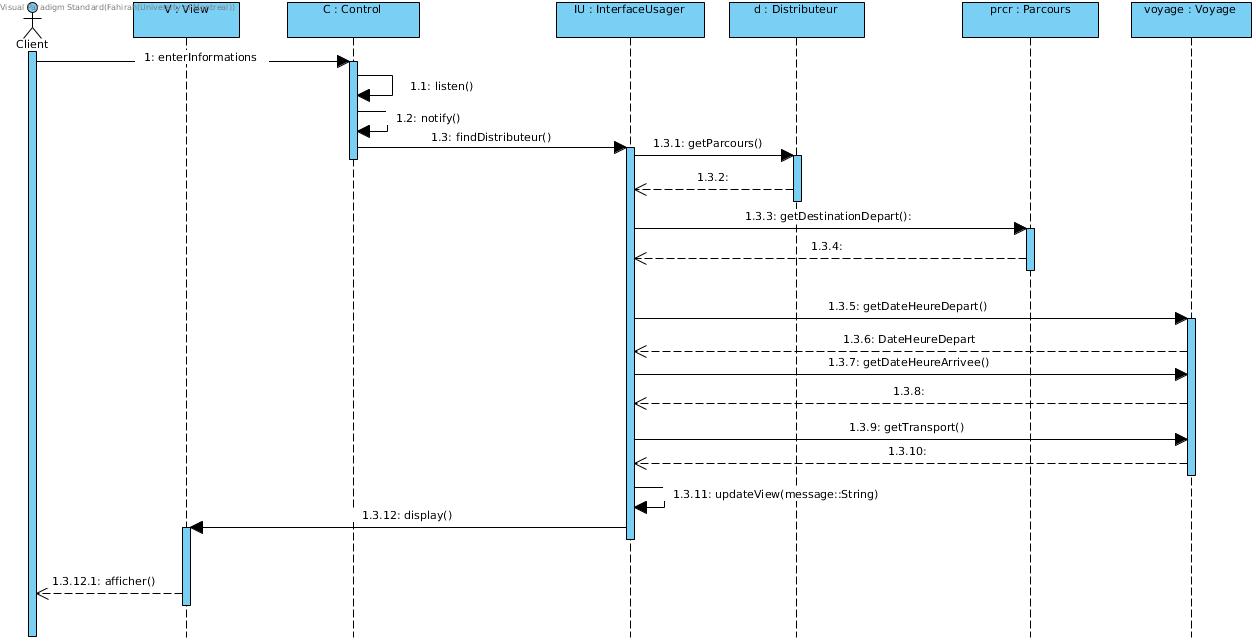 Visual Paradigm Standard(Fahiran(University of Montreal))
V : View
C : Control
IU : InterfaceUsager
d : Distributeur
prcr : Parcours
voyage : Voyage
Client
1: enterInformations
1.1: listen()
1.2: notify()
1.3: findDistributeur()
1.3.1: getParcours()
1.3.2:
1.3.3: getDestinationDepart():
1.3.4:
1.3.5: getDateHeureDepart()
1.3.6: DateHeureDepart
1.3.7: getDateHeureArrivee()
1.3.8:
1.3.9: getTransport()
1.3.10:
1.3.11: updateView(message::String)
1.3.12: display()
1.3.12.1: afficher()